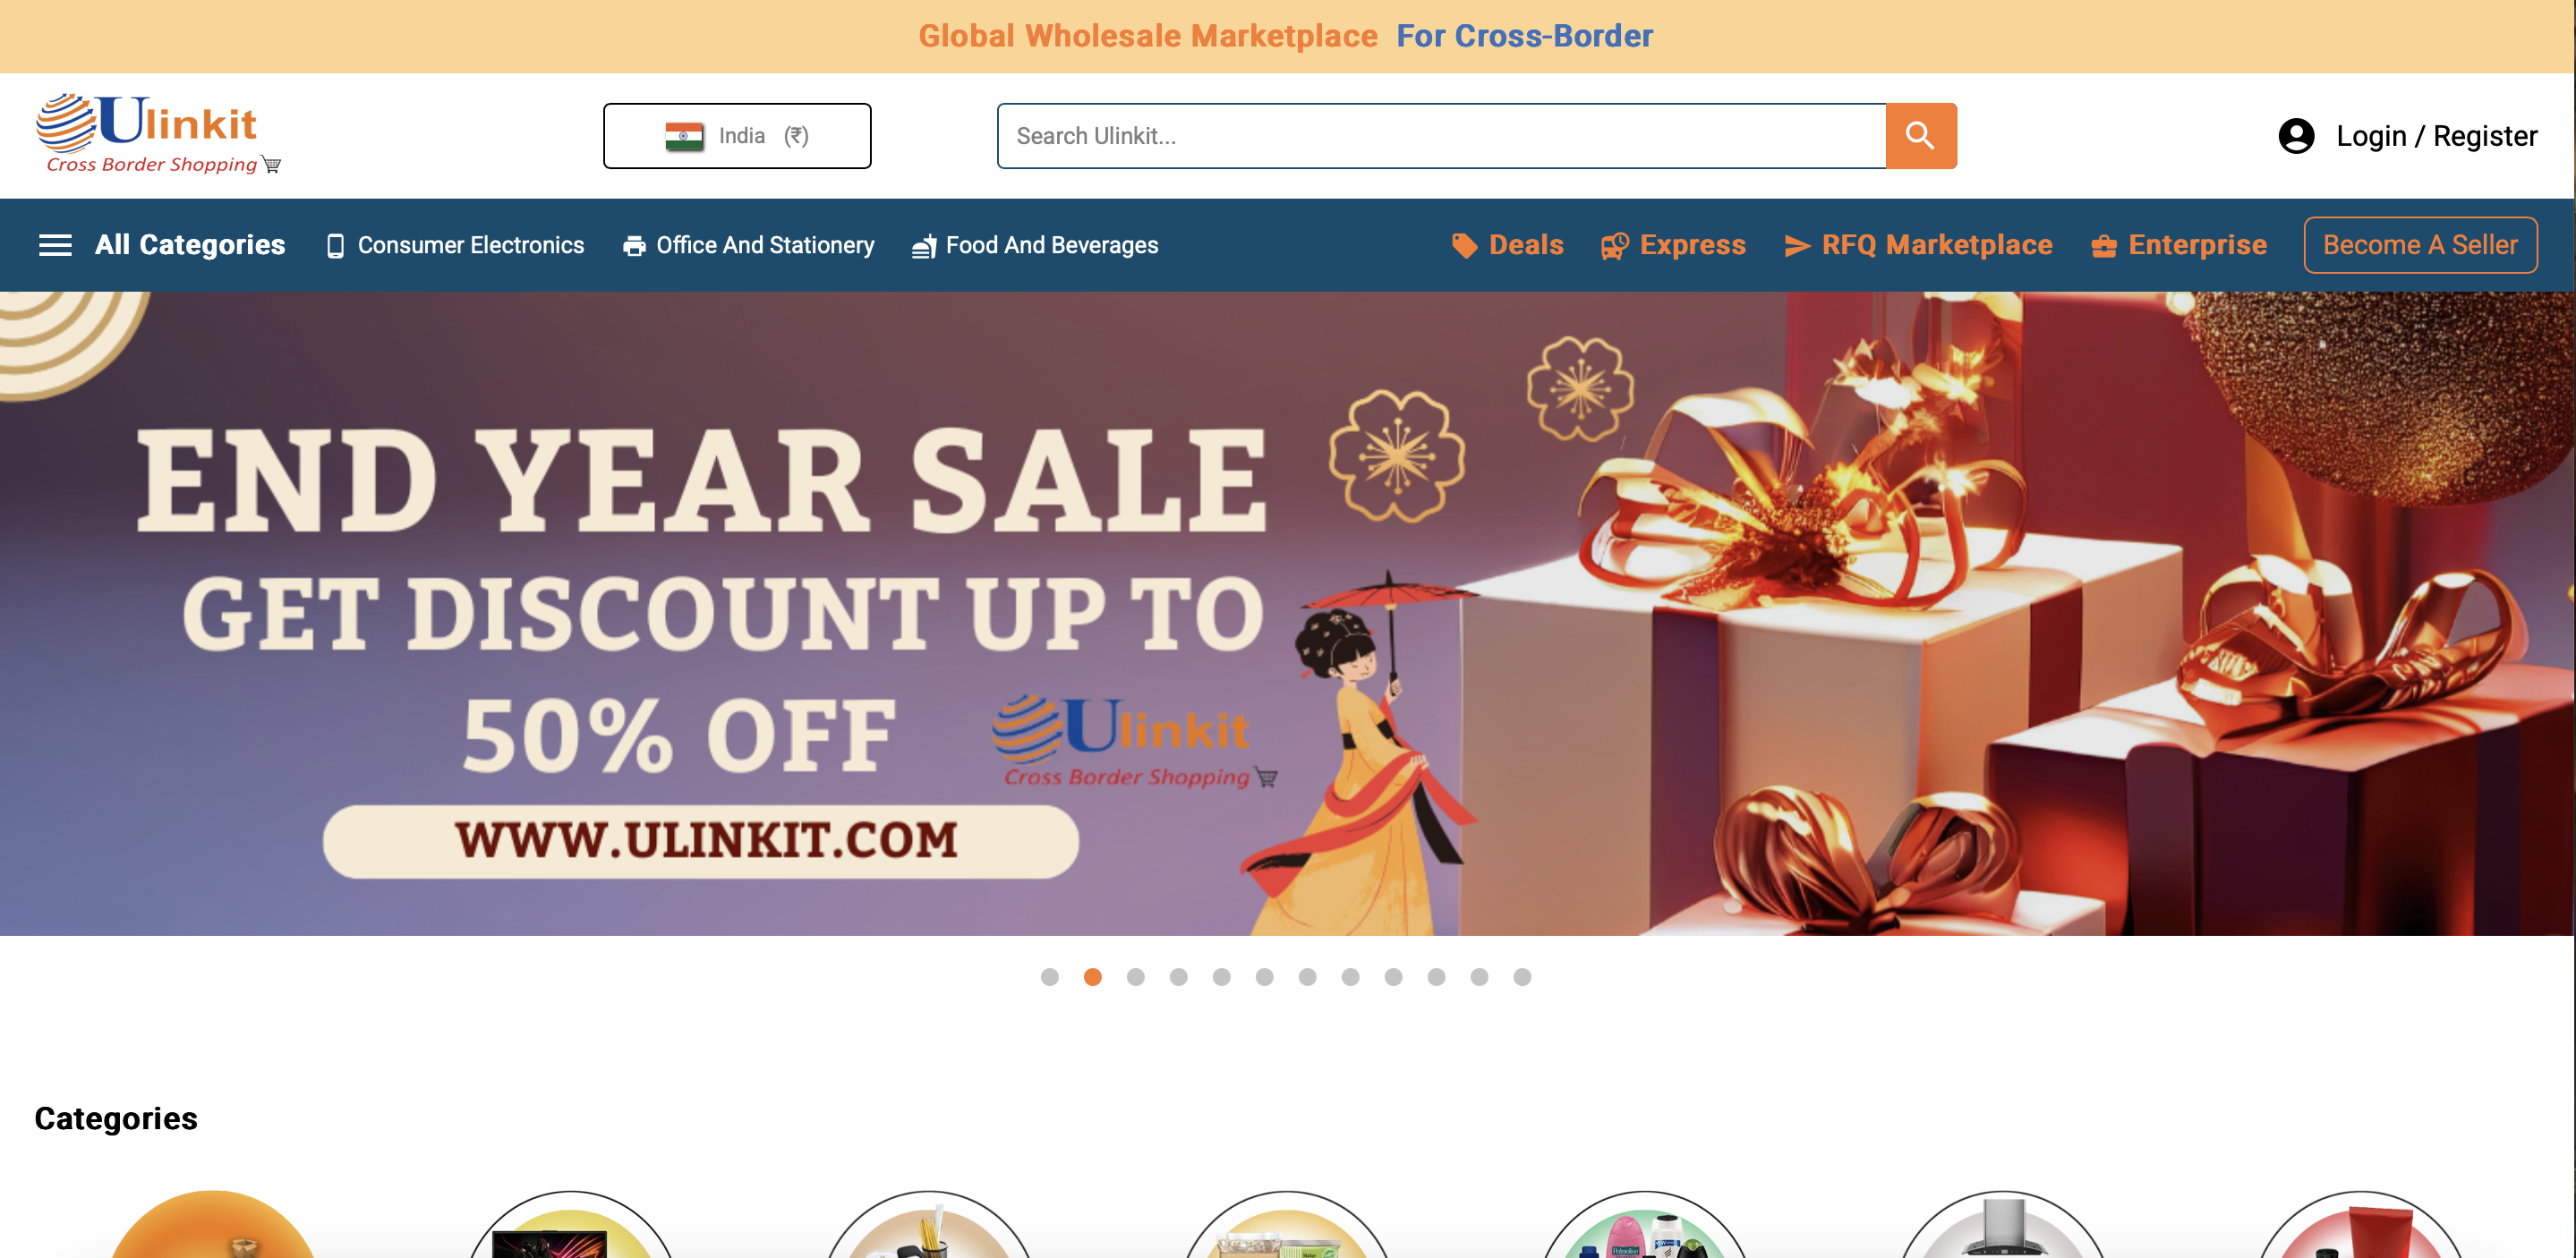 Global Wholesale Marketplace For Cross-Border
Ulinkit
Cross Border Shopping
India (₹)
Search Ulinkit...
Login / Register
All Categories
Consumer Electronics
Office And Stationery
Food And Beverages
Deals
Express
RFQ Marketplace
Enterprise
Become A Seller
END YEAR SALE
GET DISCOUNT UP TO
50% OFF
Ulinkit
Cross Border Shopping
WWW.ULINKIT.COM
Categories
Palmolive